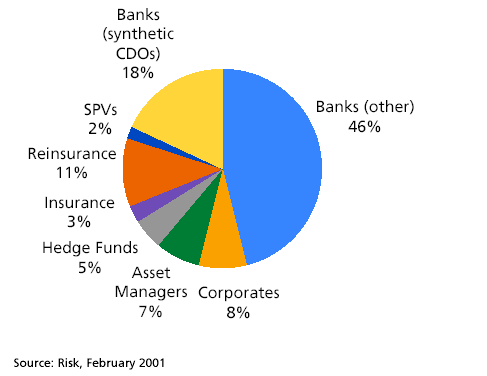 Banks
(synthetic
CDOs)
18%
Banks (other)
46%
SPVs
2%
Reinsurance
11%
Insurance
3%
Hedge Funds
5%
Asset
Managers
7%
Corporates
8%
Source: Risk, February 2001